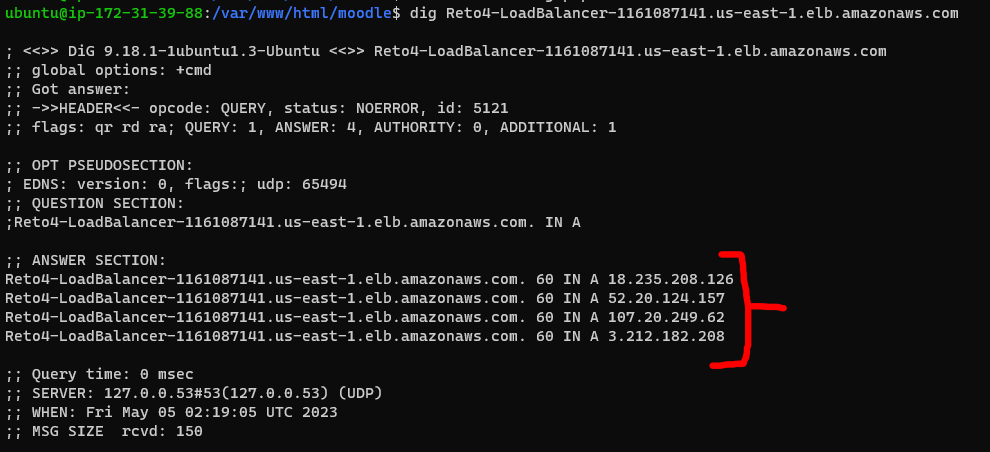 ubuntu@ip-172-31-39-88:/var/www/html/moodle$ dig Reto4-LoadBalancer-1161087141.us-east-1.elb.amazonaws.com
; <<>> DiG 9.18.1-1ubuntu1.3-Ubuntu <<>> Reto4-LoadBalancer-1161087141.us-east-1.elb.amazonaws.com
;; global options: +cmd
;; Got answer:
;; ->>HEADER<<- opcode: QUERY, status: NOERROR, id: 5121
;; flags: qr rd ra; QUERY: 1, ANSWER: 4, AUTHORITY: 0, ADDITIONAL: 1
;; OPT PSEUDOSECTION:
; EDNS: version: 0, flags:; udp: 65494
;; QUESTION SECTION:
;Reto4-LoadBalancer-1161087141.us-east-1.elb.amazonaws.com. IN A
;; ANSWER SECTION:
Reto4-LoadBalancer-1161087141.us-east-1.elb.amazonaws.com. 60 IN A 18.235.208.126
Reto4-LoadBalancer-1161087141.us-east-1.elb.amazonaws.com. 60 IN A 52.20.124.157
Reto4-LoadBalancer-1161087141.us-east-1.elb.amazonaws.com. 60 IN A 107.20.249.62
Reto4-LoadBalancer-1161087141.us-east-1.elb.amazonaws.com. 60 IN A 3.212.182.208
;; Query time: 0 msec
;; SERVER: 127.0.0.53#53(127.0.0.53) (UDP)
;; WHEN: Fri May 05 02:19:05 UTC 2023
;; MSG SIZE  rcvd: 150